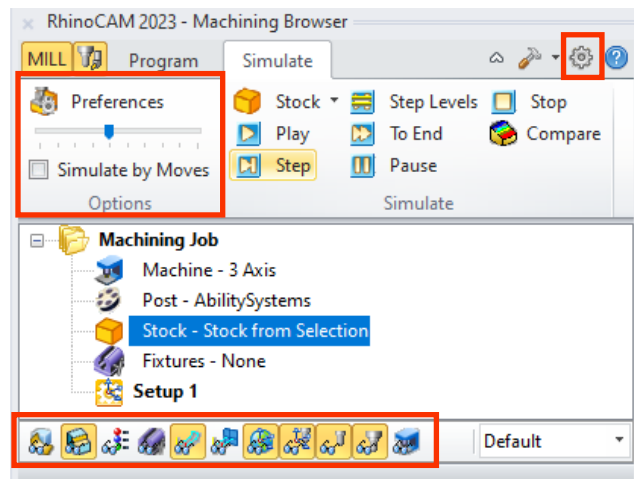 RhinoCAM 2023 - Machining Browser
MILL Program Simulate
Preferences Stock Step Levels Stop
Play To End Compare
Simulate by Moves Step Pause
Options Simulate
Machining Job
Machine - 3 Axis
Post - AbilitySystems
Stock - Stock from Selection
Fixtures - None
Setup 1
Default